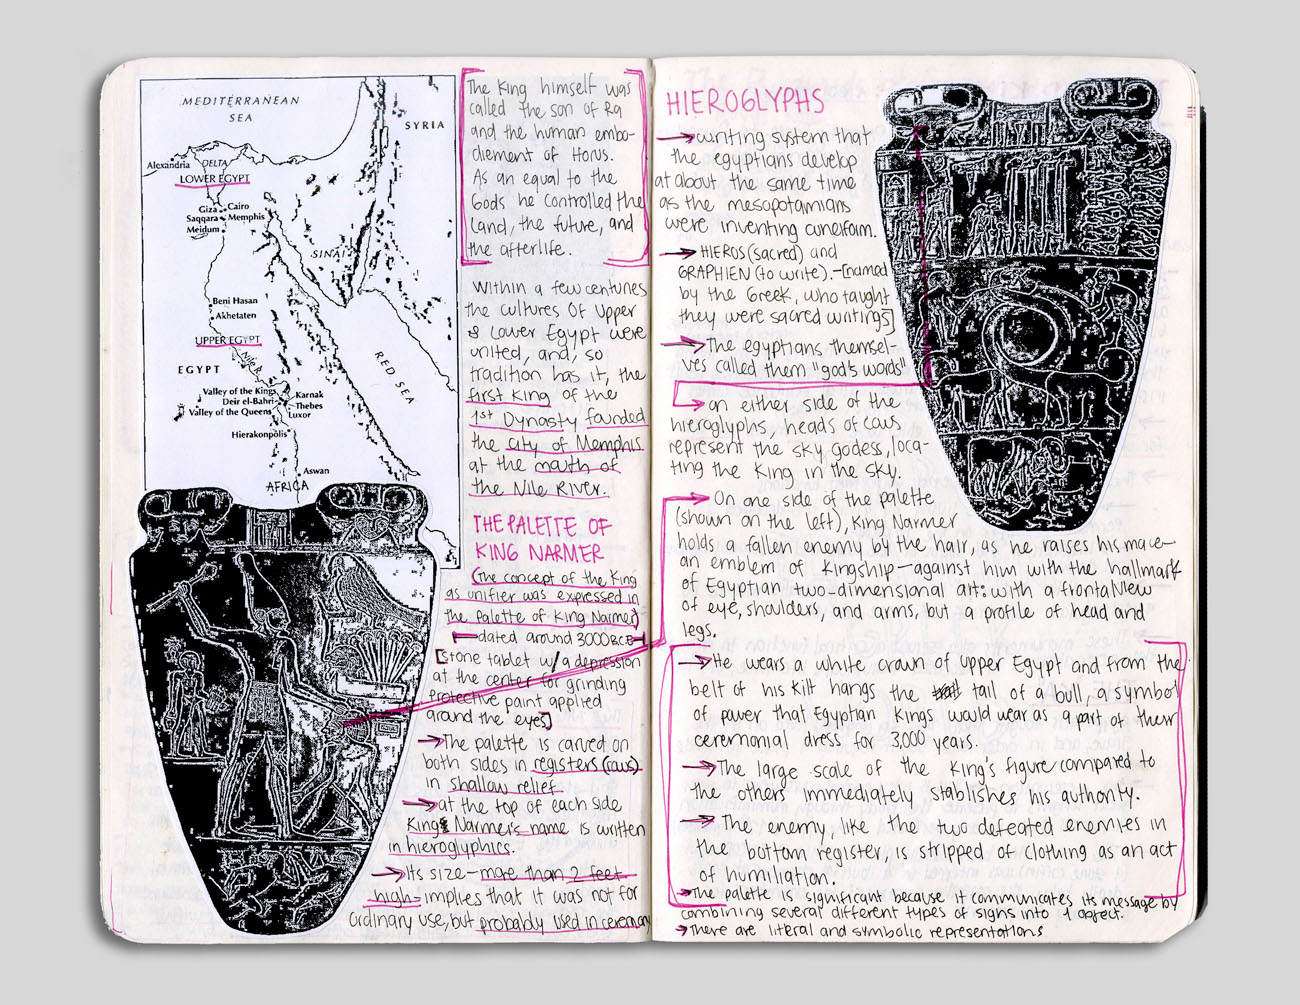 MEDITERRANEAN
SEA
SYRIA
Alexandria
DELTA
LOWER EGYPT
Giza
Cairo
Saqqara
Memphis
Meidum
SINAI
Beni Hasan
Akhetaten
UPPER EGYPT
Nile
EGYPT
RED SEA
Valley of the Kings
Karnak
Deir el-Bahri
Thebes
Valley of the Queens
Luxor
Hierakonpolis
Aswan
AFRICA
The King himself was
called the son of Ra
and the human embo-
diement of Horus.
As an equal to the
Gods he controlled the
land, the future, and
the afterlife.
Within a few centuries
the cultures of Upper
& Lower Egypt were
united, and, so
tradition has it, the
first King of the
1st Dynasty founded
the city of Memphis
at the mouth of
the Nile River.
THE PALETTE OF
KING NARMER
(The concept of the King
as unifier was expressed in
the palette of King Narmer)
dated around 3000 BCE
[stone tablet w/a depression
at the center for grinding
protective paint applied
around the eyes]
→ The palette is carved on
both sides in registers (rows)
in shallow relief.
→ at the top of each side
King Narmer's name is written
in hieroglyphics.
→ Its size - more than 2 feet
high - implies that it was not for
ordinary use, but probably used in ceremony
HIEROGLYPHS
→ writing system that
the egyptians develop
at about the same time
as the mesopotamians
were inventing cuneiform.
→ HIEROS (sacred) and
GRAPHIEN (to write). - [named
by the Greek, who taught
they were sacred writings]
→ The egyptians themsel-
ves called them "god's words"
→ on either side of the
hieroglyphs, heads of cows
represent the sky godess, loca-
ting the King in the sky.
→ On one side of the palette
(shown on the left), King Narmer
holds a fallen enemy by the hair, as he raises his mace—
an emblem of Kingship—against him with the hallmark
of Egyptian two-dimensional art: with a frontal view
of eye, shoulders, and arms, but a profile of head and
legs.
→ He wears a white crown of Upper Egypt and from the
belt of his kilt hangs the tail of a bull, a symbol
of power that Egyptian Kings would wear as a part of their
ceremonial dress for 3,000 years.
→ The large scale of the King's figure compared to
the others immediately stablishes his authority.
→ The enemy, like the two defeated enemies in
the bottom register, is stripped of clothing as an act
of humiliation.
→ The palette is significant because it communicates its message by
combining several different types of signs into 1 object.
→ There are literal and symbolic representations